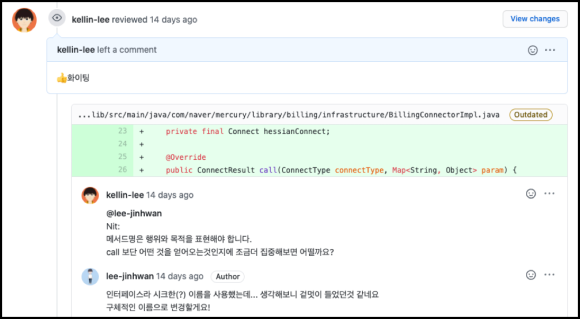 kellin-lee reviewed 14 days ago
View changes
kellin-lee left a comment
👍화이팅
...lib/src/main/java/com/naver/mercury/library/billing/infrastructure/BillingConnectorImpl.java Outdated
23 + private final Connect hessianConnect;
24 +
25 + @Override
26 + public ConnectResult call(ConnectType connectType, Map<String, Object> param) {
kellin-lee 14 days ago
@lee-jinhwan
Nit:
메서드명은 행위와 목적을 표현해야 합니다.
call 보단 어떤 것을 얻어오는것인지에 조금더 집중해보면 어떨까요?
lee-jinhwan 14 days ago Author
인터페이스라 시크한(?) 이름을 사용했는데... 생각해보니 겉멋이 들었던것 같네요
구체적인 이름으로 변경할게요!